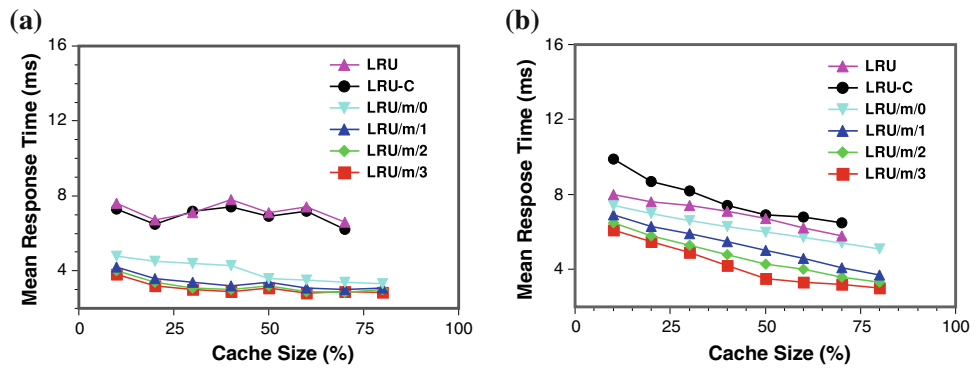 (a)
16
12
8
4
0
25
50
75
100
Mean Response Time (ms)
Cache Size (%)
LRU
LRU-C
LRU/m/0
LRU/m/1
LRU/m/2
LRU/m/3
(b)
16
12
8
4
0
25
50
75
100
Mean Respose Time (ms)
Cache Size (%)
LRU
LRU-C
LRU/m/0
LRU/m/1
LRU/m/2
LRU/m/3